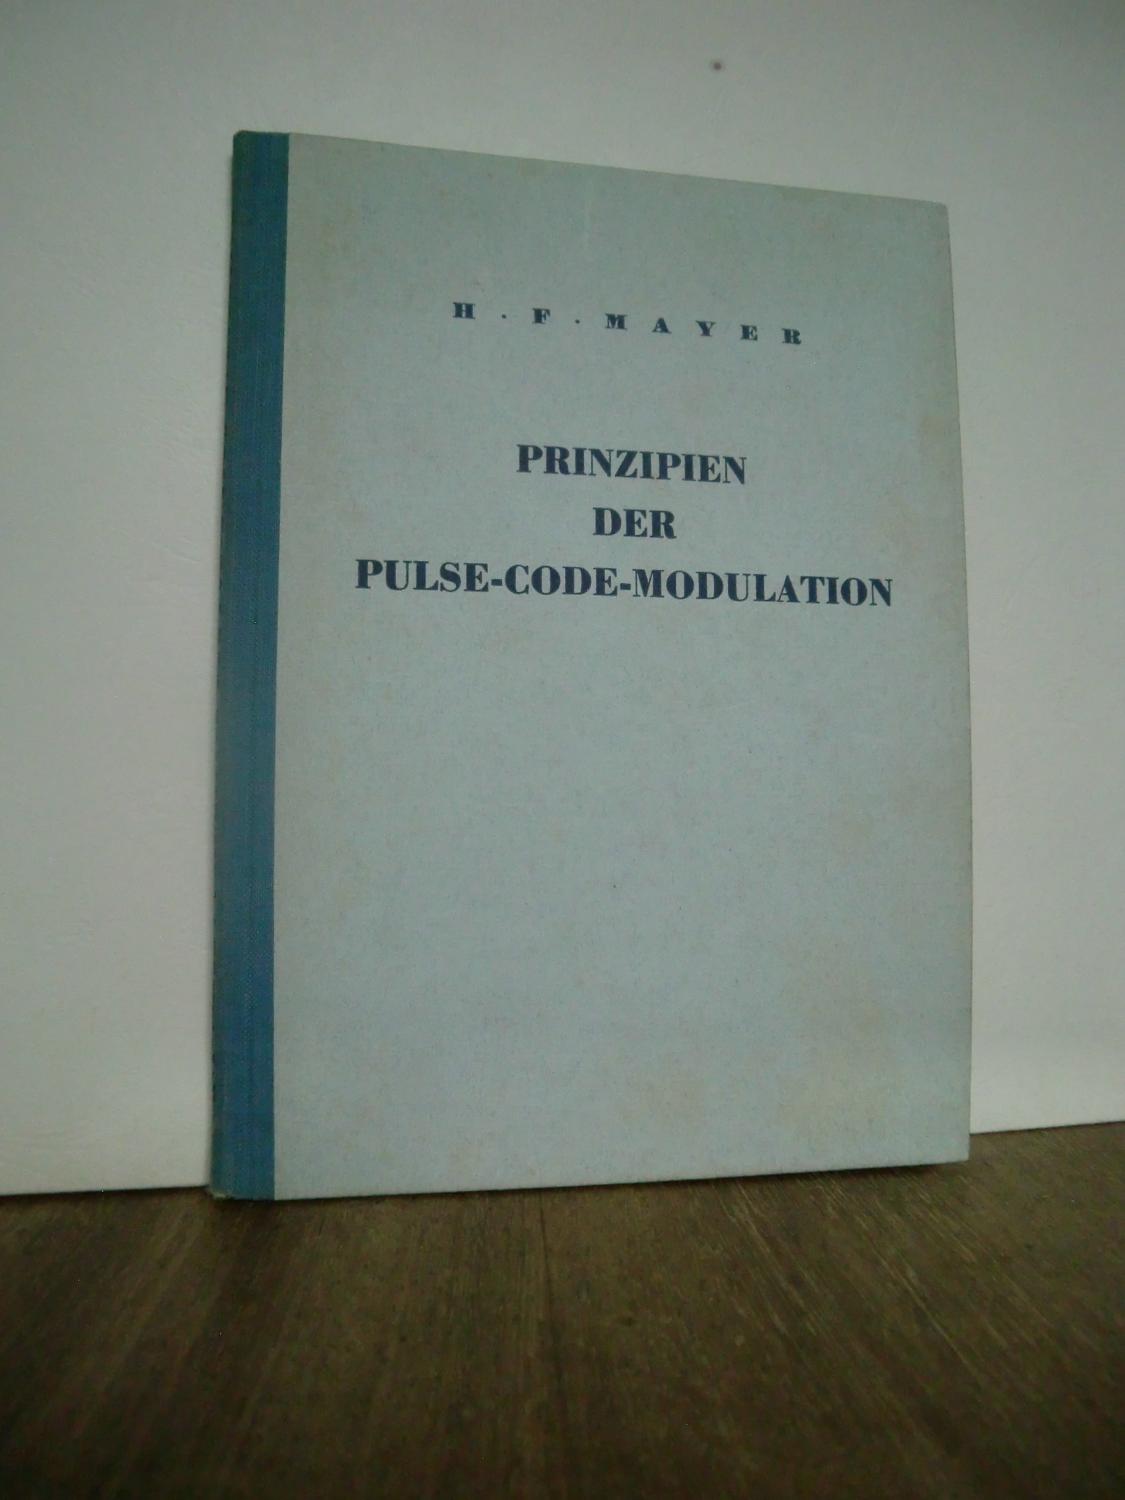 H. F. MAYER
PRINZIPIEN
DER
PULSE-CODE-MODULATION